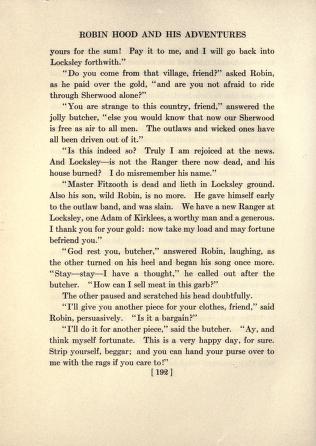 ROBIN HOOD AND HIS ADVENTURES
yours for the sum! Pay it to me, and I will go back into
Locksley forthwith."
"Do you come from that village, friend?" asked Robin,
as he paid over the gold, "and are you not afraid to ride
through Sherwood alone?"
"You are strange to this country, friend," answered the
jolly butcher, "else you would know that now our Sherwood
is free as air to all men. The outlaws and wicked ones have
all been driven out of it."
"Is this indeed so? Truly I am rejoiced at the news.
And Locksley—is not the Ranger there now dead, and his
house burned? I do misremember his name."
"Master Fitzooth is dead and lieth in Locksley ground.
Also his son, wild Robin, is no more. He gave himself early
to the outlaw band, and was slain. We have a new Ranger at
Locksley, one Adam of Kirklees, a worthy man and a generous.
I thank you for your gold: now take my load and may fortune
befriend you."
"God rest you, butcher," answered Robin, laughing, as
the other turned on his heel and began his song once more.
"Stay—stay—I have a thought," he called out after the
butcher. "How can I sell meat in this garb?"
The other paused and scratched his head doubtfully.
"I'll give you another piece for your clothes, friend," said
Robin, persuasively. "Is it a bargain?"
"I'll do it for another piece," said the butcher. "Ay, and
think myself fortunate. This is a very happy day, for sure.
Strip yourself, beggar; and you can hand your purse over to
me with the rags if you care to!"
[ 192 ]